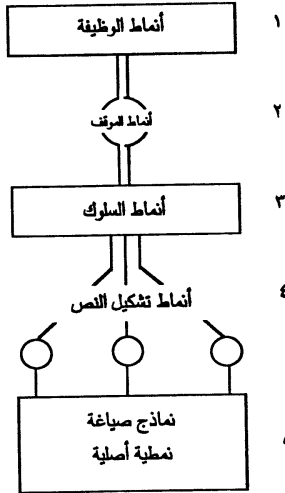 أنماط الوظيفة ١
أنماط الموقف ٢
أنماط السلوك ٣
أنماط تشكيل النص ٤
نماذج صياغة
نمطية أصلية